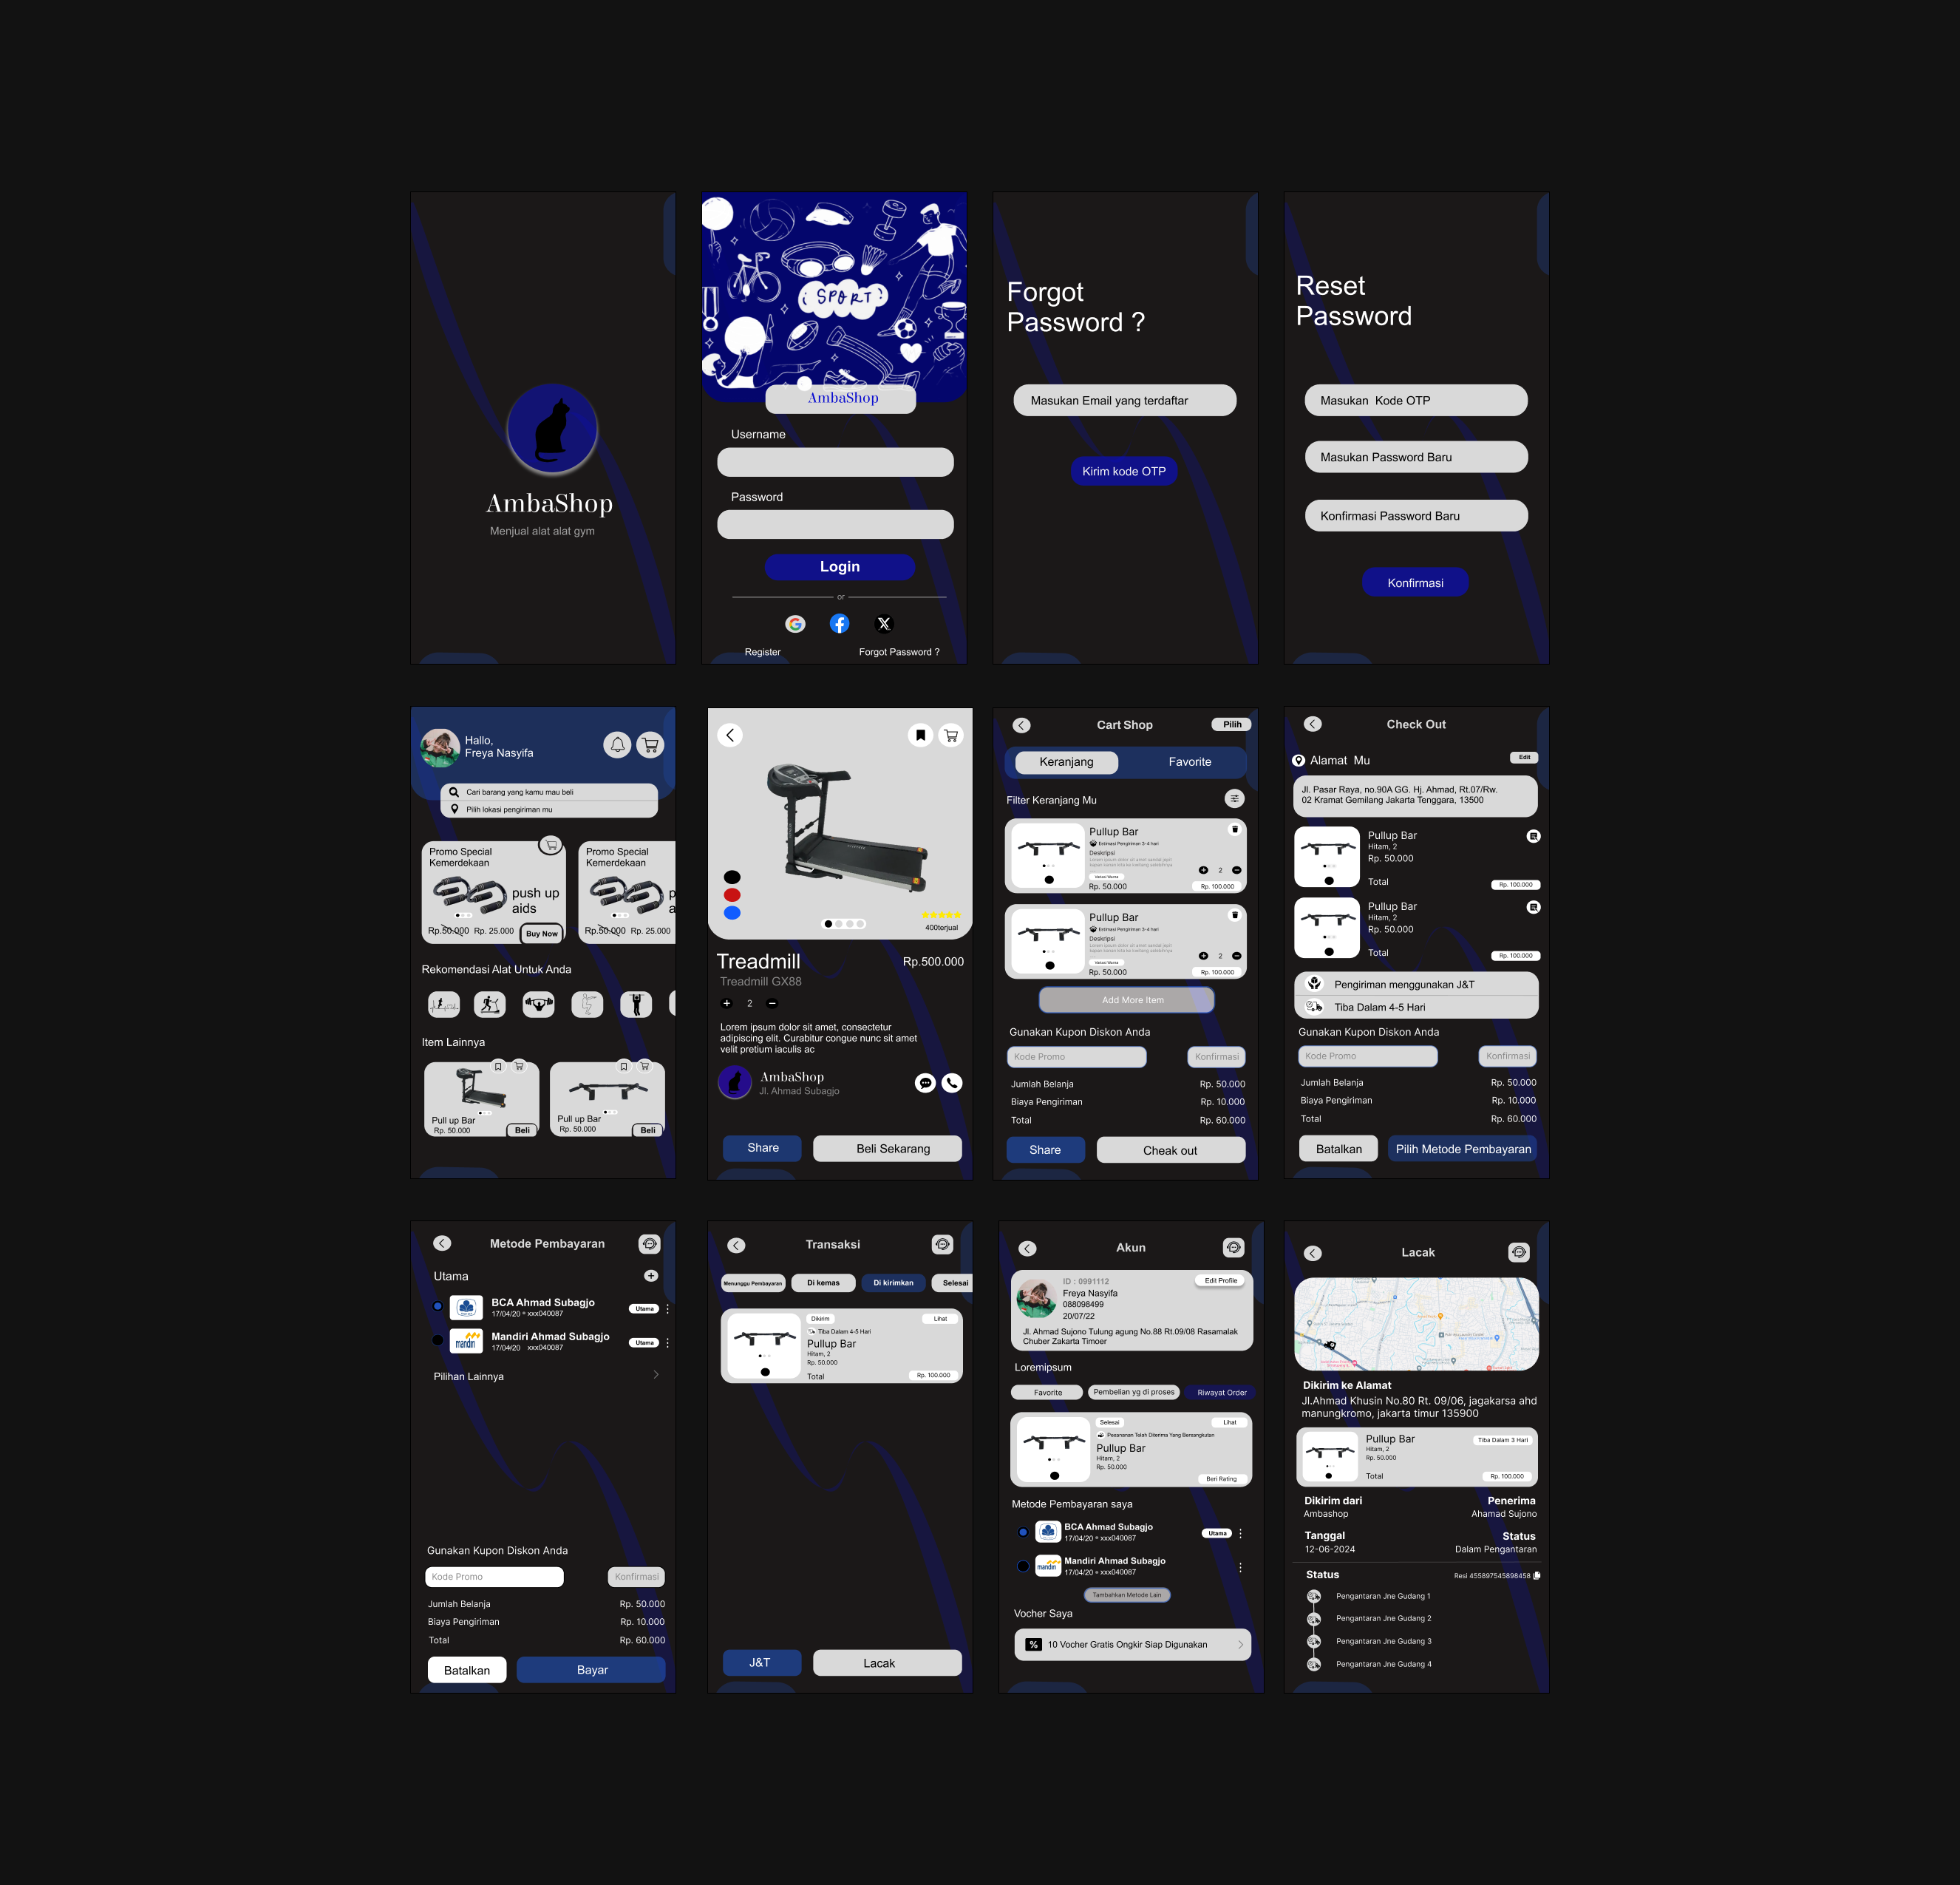 AmbaShop
Menjual alat alat gym
SPORT
AmbaShop
Username
Password
Login
or
Register
Forgot Password ?
Forgot
Password ?
Masukan Email yang terdaftar
Kirim kode OTP
Reset
Password
Masukan Kode OTP
Masukan Password Baru
Konfirmasi Password Baru
Konfirmasi
Hallo,
Freya Nasyifa
Cari barang yang kamu mau beli
Pilih lokasi pengiriman mu
Promo Special
Kemerdekaan
push up
aids
Rp.50.000 Rp. 25.000
Buy Now
Promo Special
Kemerdekaan
p
a
Rp.50.000 Rp. 25.000
Rekomendasi Alat Untuk Anda
Item Lainnya
Pull up Bar
Rp. 50.000
Beli
Pull up Bar
Rp. 50.000
Beli
400terjual
Treadmill
Rp.500.000
Treadmill GX88
2
Lorem ipsum dolor sit amet, consectetur
adipiscing elit. Curabitur congue nunc sit amet
velit pretium iaculis ac
AmbaShop
Jl. Ahmad Subagjo
Share
Beli Sekarang
Cart Shop
Pilih
Keranjang
Favorite
Filter Keranjang Mu
Pullup Bar
Estimasi Pengiriman 3-4 hari
Deskripsi
2
Rp. 50.000
Rp. 100.000
Pullup Bar
Estimasi Pengiriman 3-4 hari
Deskripsi
2
Rp. 50.000
Rp. 100.000
Add More Item
Gunakan Kupon Diskon Anda
Kode Promo
Konfirmasi
Jumlah Belanja
Rp. 50.000
Biaya Pengiriman
Rp. 10.000
Total
Rp. 60.000
Share
Cheak out
Check Out
Alamat Mu
Edit
Jl. Pasar Raya, no.90A GG. Hj. Ahmad, Rt.07/Rw.
02 Kramat Gemilang Jakarta Tenggara, 13500
Pullup Bar
Hitam, 2
Rp. 50.000
Total
Rp. 100.000
Pullup Bar
Hitam, 2
Rp. 50.000
Total
Rp. 100.000
Pengiriman menggunakan J&T
Tiba Dalam 4-5 Hari
Gunakan Kupon Diskon Anda
Kode Promo
Konfirmasi
Jumlah Belanja
Rp. 50.000
Biaya Pengiriman
Rp. 10.000
Total
Rp. 60.000
Batalkan
Pilih Metode Pembayaran
Metode Pembayaran
Utama
BCA Ahmad Subagjo
17/04/20 • xxx040087
Utama
mandiri
Mandiri Ahmad Subagjo
17/04/20 xxx040087
Utama
Pilihan Lainnya
Gunakan Kupon Diskon Anda
Kode Promo
Konfirmasi
Jumlah Belanja
Rp. 50.000
Biaya Pengiriman
Rp. 10.000
Total
Rp. 60.000
Batalkan
Bayar
Transaksi
Menunggu Pembayaran
Di kemas
Di kirimkan
Selesai
Dikirim
Lihat
Tiba Dalam 4-5 Hari
Pullup Bar
Hitam, 2
Rp. 50.000
Total
Rp. 100.000
J&T
Lacak
Akun
ID : 0991112
Edit Profile
Freya Nasyifa
088098499
20/07/22
Jl. Ahmad Sujono Tulung agung No.88 Rt.09/08 Rasamalak
Chuber Zakarta Timoer
Loremipsum
Favorite
Pembelian yg di proses
Riwayat Order
Selesai
Lihat
Pesananan Telah Diterima Yang Bersangkutan
Pullup Bar
Hitam, 2
Rp. 50.000
Beri Rating
Metode Pembayaran saya
BCA Ahmad Subagjo
17/04/20 • xxx040087
Utama
mandiri
Mandiri Ahmad Subagjo
17/04/20 • xxx040087
Tambahkan Metode Lain
Vocher Saya
10 Vocher Gratis Ongkir Siap Digunakan
Lacak
Dikirim ke Alamat
Jl.Ahmad Khusin No.80 Rt. 09/06, jagakarsa ahd
manungkromo, jakarta timur 135900
Pullup Bar
Hitam, 2
Rp. 50.000
Tiba Dalam 3 Hari
Total
Rp. 100.000
Dikirim dari
Penerima
Ambashop
Ahamad Sujono
Tanggal
Status
12-06-2024
Dalam Pengantaran
Status
Resi 455897545898458
Pengantaran Jne Gudang 1
Pengantaran Jne Gudang 2
Pengantaran Jne Gudang 3
Pengantaran Jne Gudang 4